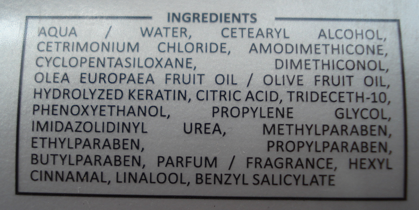 INGREDIENTS
AQUA / WATER, CETEARYL ALCOHOL,
CETRIMONIUM CHLORIDE, AMODIMETHICONE,
CYCLOPENTASILOXANE, DIMETHICONOL,
OLEA EUROPAEA FRUIT OIL / OLIVE FRUIT OIL,
HYDROLYZED KERATIN, CITRIC ACID, TRIDECETH-10,
PHENOXYETHANOL, PROPYLENE GLYCOL,
IMIDAZOLIDINYL UREA, METHYLPARABEN,
ETHYLPARABEN, PROPYLPARABEN,
BUTYLPARABEN, PARFUM / FRAGRANCE, HEXYL
CINNAMAL, LINALOOL, BENZYL SALICYLATE